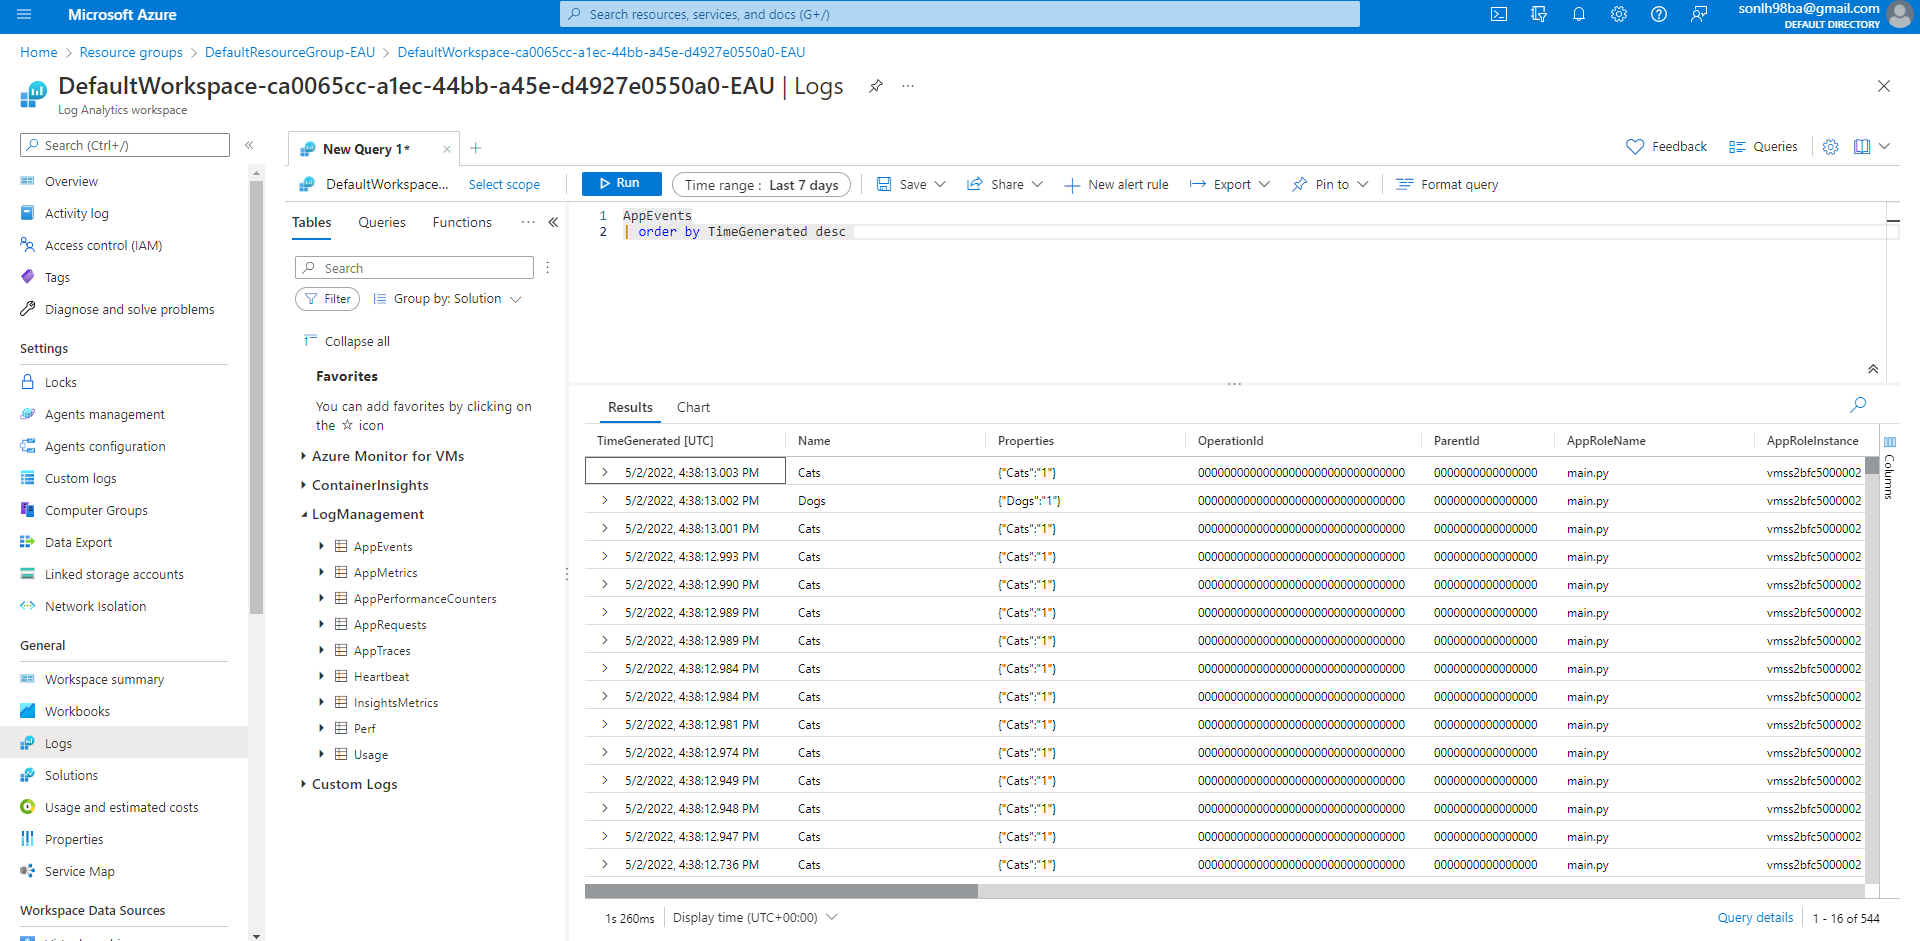 Microsoft Azure
Search resources, services, and docs (G+/)
sonlh98ba@gmail.com
DEFAULT DIRECTORY
Home > Resource groups > DefaultResourceGroup-EAU > DefaultWorkspace-ca0065cc-a1ec-44bb-a45e-d4927e0550a0-EAU
DefaultWorkspace-ca0065cc-a1ec-44bb-a45e-d4927e0550a0-EAU | Logs
Log Analytics workspace
Search (Ctrl+/)
Overview
Activity log
Access control (IAM)
Tags
Diagnose and solve problems
Settings
Locks
Agents management
Agents configuration
Custom logs
Computer Groups
Data Export
Linked storage accounts
Network Isolation
General
Workspace summary
Workbooks
Logs
Solutions
Usage and estimated costs
Properties
Service Map
Workspace Data Sources
New Query 1*
Feedback
Queries
DefaultWorkspace...
Select scope
Run
Time range : Last 7 days
Save
Share
New alert rule
Export
Pin to
Format query
Tables
Queries
Functions
Search
Filter
Group by: Solution
Collapse all
Favorites
You can add favorites by clicking on
the ☆ icon
Azure Monitor for VMs
ContainerInsights
LogManagement
AppEvents
AppMetrics
AppPerformanceCounters
AppRequests
AppTraces
Heartbeat
InsightsMetrics
Perf
Usage
Custom Logs
1 AppEvents
2 | order by TimeGenerated desc
Results
Chart
TimeGenerated [UTC] Name Properties OperationId ParentId AppRoleName AppRoleInstance
5/2/2022, 4:38:13.003 PM Cats {"Cats":"1"} 00000000000000000000000000000000 0000000000000000 main.py vmss2bfc5000002
5/2/2022, 4:38:13.002 PM Dogs {"Dogs":"1"} 00000000000000000000000000000000 0000000000000000 main.py vmss2bfc5000002
5/2/2022, 4:38:13.001 PM Cats {"Cats":"1"} 00000000000000000000000000000000 0000000000000000 main.py vmss2bfc5000002
5/2/2022, 4:38:12.993 PM Cats {"Cats":"1"} 00000000000000000000000000000000 0000000000000000 main.py vmss2bfc5000002
5/2/2022, 4:38:12.990 PM Cats {"Cats":"1"} 00000000000000000000000000000000 0000000000000000 main.py vmss2bfc5000002
5/2/2022, 4:38:12.989 PM Cats {"Cats":"1"} 00000000000000000000000000000000 0000000000000000 main.py vmss2bfc5000002
5/2/2022, 4:38:12.989 PM Cats {"Cats":"1"} 00000000000000000000000000000000 0000000000000000 main.py vmss2bfc5000002
5/2/2022, 4:38:12.984 PM Cats {"Cats":"1"} 00000000000000000000000000000000 0000000000000000 main.py vmss2bfc5000002
5/2/2022, 4:38:12.984 PM Cats {"Cats":"1"} 00000000000000000000000000000000 0000000000000000 main.py vmss2bfc5000002
5/2/2022, 4:38:12.981 PM Cats {"Cats":"1"} 00000000000000000000000000000000 0000000000000000 main.py vmss2bfc5000002
5/2/2022, 4:38:12.974 PM Cats {"Cats":"1"} 00000000000000000000000000000000 0000000000000000 main.py vmss2bfc5000002
5/2/2022, 4:38:12.949 PM Cats {"Cats":"1"} 00000000000000000000000000000000 0000000000000000 main.py vmss2bfc5000002
5/2/2022, 4:38:12.948 PM Cats {"Cats":"1"} 00000000000000000000000000000000 0000000000000000 main.py vmss2bfc5000002
5/2/2022, 4:38:12.947 PM Cats {"Cats":"1"} 00000000000000000000000000000000 0000000000000000 main.py vmss2bfc5000002
5/2/2022, 4:38:12.736 PM Cats {"Cats":"1"} 00000000000000000000000000000000 0000000000000000 main.py vmss2bfc5000002
Columns
1s 260ms
Display time (UTC+00:00)
Query details
1 - 16 of 544